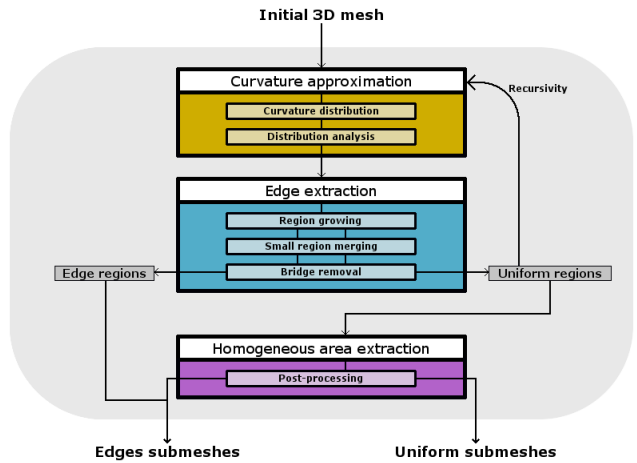 Initial 3D mesh
Curvature approximation
Recursivity
Curvature distribution
Distribution analysis
Edge extraction
Region growing
Small region merging
Edge regions
Bridge removal
Uniform regions
Homogeneous area extraction
Post-processing
Edges submeshes
Uniform submeshes